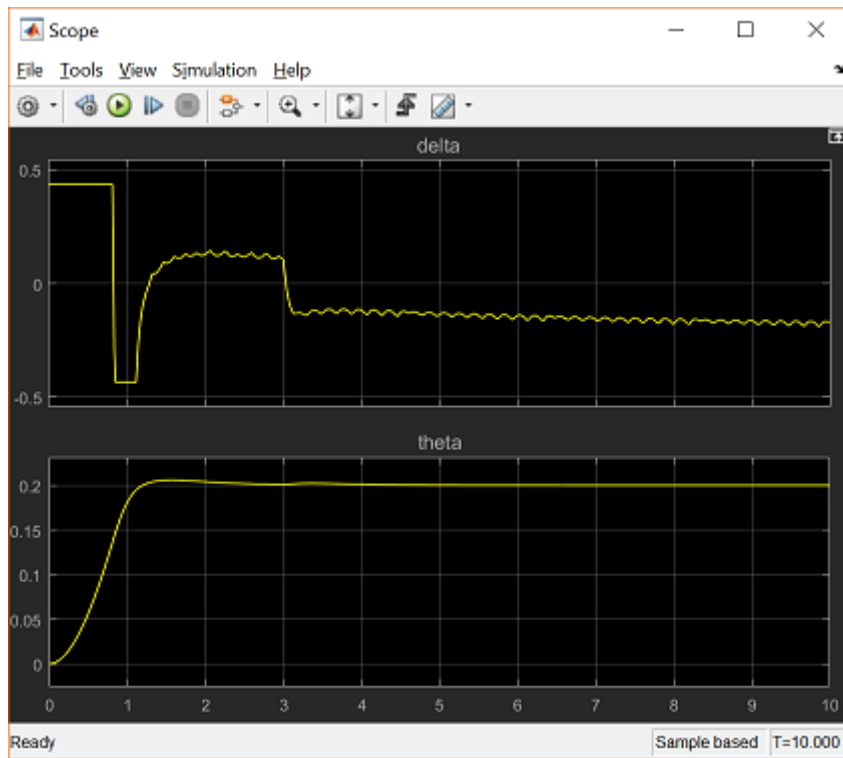 Scope
File Tools View Simulation Help
delta
0.5
0
-0.5
theta
0.2
0.15
0.1
0.05
0
0 1 2 3 4 5 6 7 8 9 10
Ready Sample based T=10.000